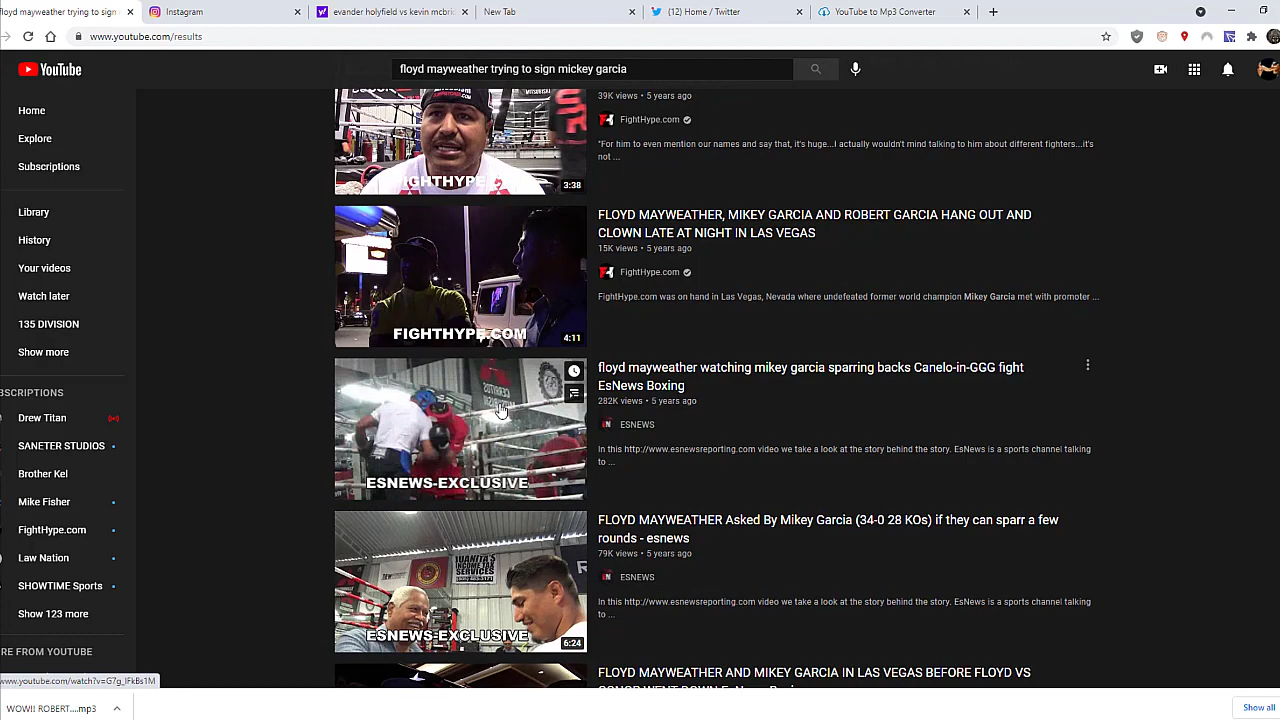 floyd mayweather trying to sign
Instagram
evander holyfield vs kevin mcbri
New Tab
(12) Home / Twitter
YouTube to Mp3 Converter
www.youtube.com/results
YouTube
floyd mayweather trying to sign mickey garcia
Home
Explore
Subscriptions
Library
History
Your videos
Watch later
135 DIVISION
Show more
BSCRIPTIONS
Drew Titan
SANETER STUDIOS
Brother Kel
Mike Fisher
FightHype.com
Law Nation
SHOWTIME Sports
Show 123 more
RE FROM YOUTUBE
39K views • 5 years ago
FightHype.com
"For him to even mention our names and say that, it's huge...I actually wouldn't mind talking to him about different fighters...it's
not ...
3:38
FLOYD MAYWEATHER, MIKEY GARCIA AND ROBERT GARCIA HANG OUT AND
CLOWN LATE AT NIGHT IN LAS VEGAS
15K views • 5 years ago
FightHype.com
FightHype.com was on hand in Las Vegas, Nevada where undefeated former world champion Mikey Garcia met with promoter ...
FIGHTHYPE.COM
4:11
floyd mayweather watching mikey garcia sparring backs Canelo-in-GGG fight
EsNews Boxing
282K views • 5 years ago
ESNEWS
In this http://www.esnewsreporting.com video we take a look at the story behind the story. EsNews is a sports channel talking
to ...
CERRITOS
ESNEWS-EXCLUSIVE
FLOYD MAYWEATHER Asked By Mikey Garcia (34-0 28 KOs) if they can sparr a few
rounds - esnews
79K views • 5 years ago
ESNEWS
In this http://www.esnewsreporting.com video we take a look at the story behind the story. EsNews is a sports channel talking
to ...
JUANITA'S
INCOME TAX
SERVICES
ESNEWS-EXCLUSIVE
6:24
FLOYD MAYWEATHER AND MIKEY GARCIA IN LAS VEGAS BEFORE FLOYD VS
www.youtube.com/watch?v=G7g_IFkBs1M
WOW!! ROBERT....mp3
Show all